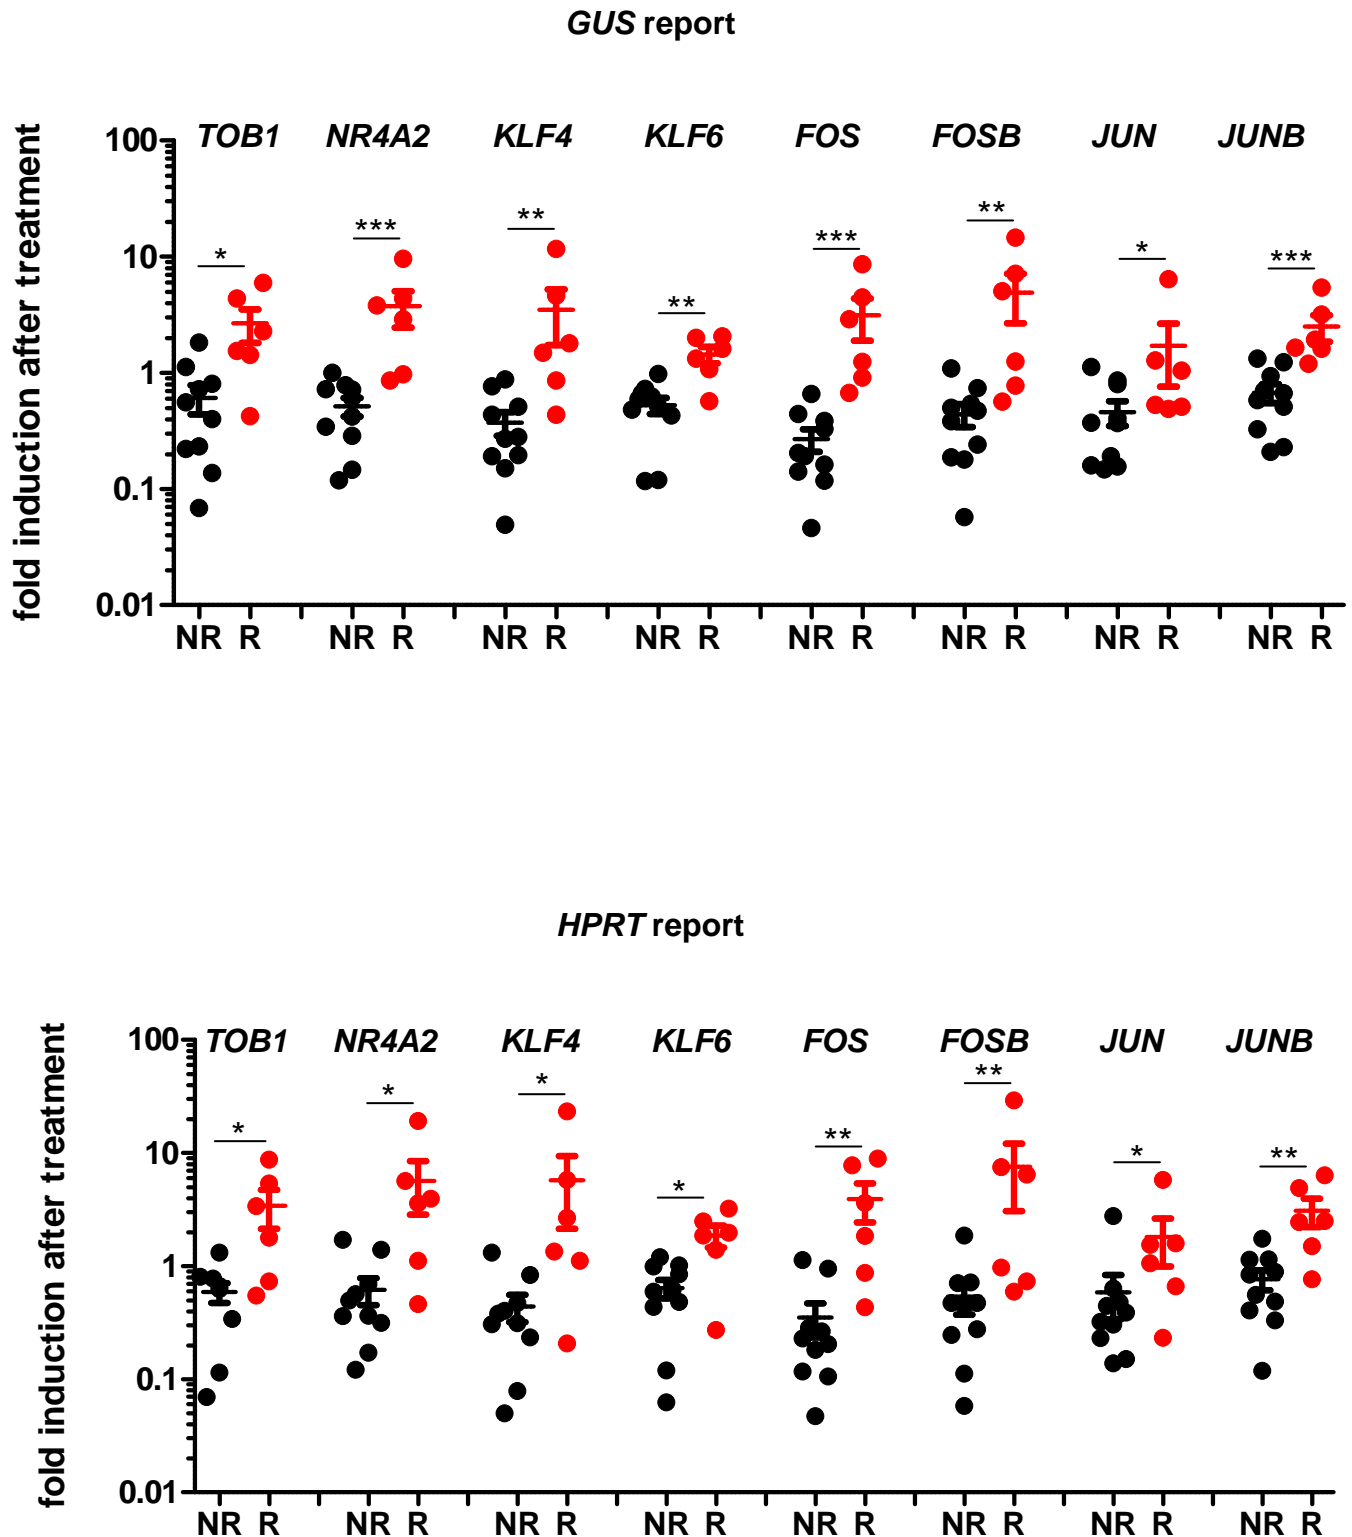 GUS report
TOB1 NR4A2 KLF4 KLF6 FOS FOSB JUN JUNB
fold induction after treatment
100
10
1
0.1
0.01
* *** ** ** *** ** * ***
NR R NR R NR R NR R NR R NR R NR R NR R
HPRT report
TOB1 NR4A2 KLF4 KLF6 FOS FOSB JUN JUNB
fold induction after treatment
100
10
1
0.1
0.01
* * * * ** ** * **
NR R NR R NR R NR R NR R NR R NR R NR R